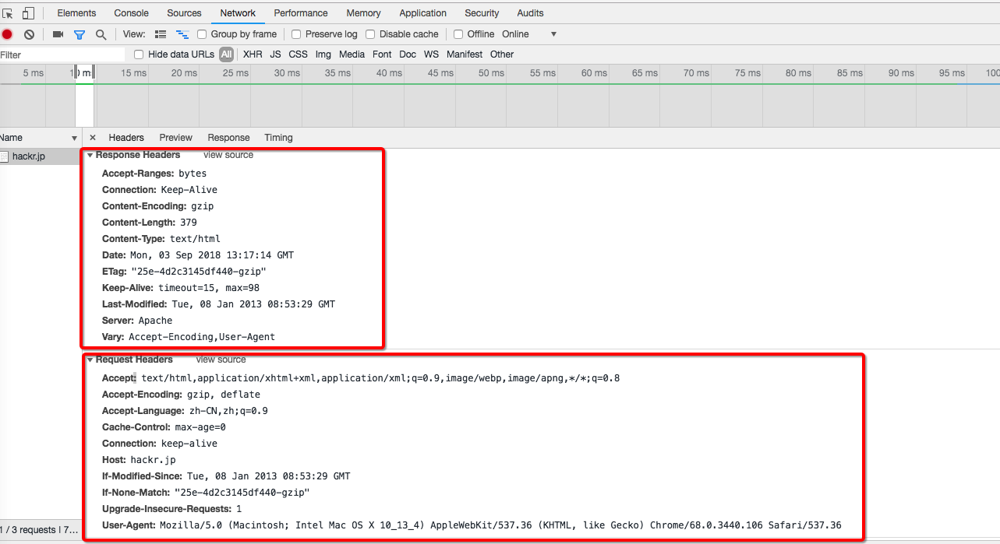 Elements Console Sources Network Performance Memory Application Security Audits
View: Group by frame Preserve log Disable cache Offline Online
Filter Hide data URLs All XHR JS CSS Img Media Font Doc WS Manifest Other
5 ms 15 ms 20 ms 25 ms 30 ms 35 ms 40 ms 45 ms 50 ms 55 ms 60 ms 65 ms 70 ms 75 ms 80 ms 85 ms 90 ms 95 ms 100
Name Headers Preview Response Timing
hackr.jp
Response Headers view source
Accept-Ranges: bytes
Connection: Keep-Alive
Content-Encoding: gzip
Content-Length: 379
Content-Type: text/html
Date: Mon, 03 Sep 2018 13:17:14 GMT
ETag: "25e-4d2c3145df440-gzip"
Keep-Alive: timeout=15, max=98
Last-Modified: Tue, 08 Jan 2013 08:53:29 GMT
Server: Apache
Vary: Accept-Encoding,User-Agent
Request Headers view source
Accept: text/html,application/xhtml+xml,application/xml;q=0.9,image/webp,image/apng,*/*;q=0.8
Accept-Encoding: gzip, deflate
Accept-Language: zh-CN,zh;q=0.9
Cache-Control: max-age=0
Connection: keep-alive
Host: hackr.jp
If-Modified-Since: Tue, 08 Jan 2013 08:53:29 GMT
If-None-Match: "25e-4d2c3145df440-gzip"
Upgrade-Insecure-Requests: 1
User-Agent: Mozilla/5.0 (Macintosh; Intel Mac OS X 10_13_4) AppleWebKit/537.36 (KHTML, like Gecko) Chrome/68.0.3440.106 Safari/537.36
1 / 3 requests | 7...